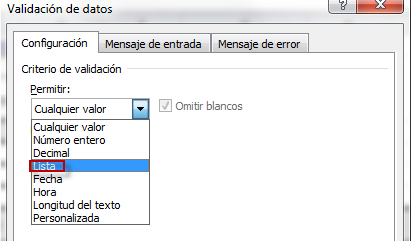 Validación de datos
?
Configuración
Mensaje de entrada
Mensaje de error
Criterio de validación
Permitir:
Cualquier valor
Omitir blancos
Cualquier valor
Número entero
Decimal
Lista
Fecha
Hora
Longitud del texto
Personalizada